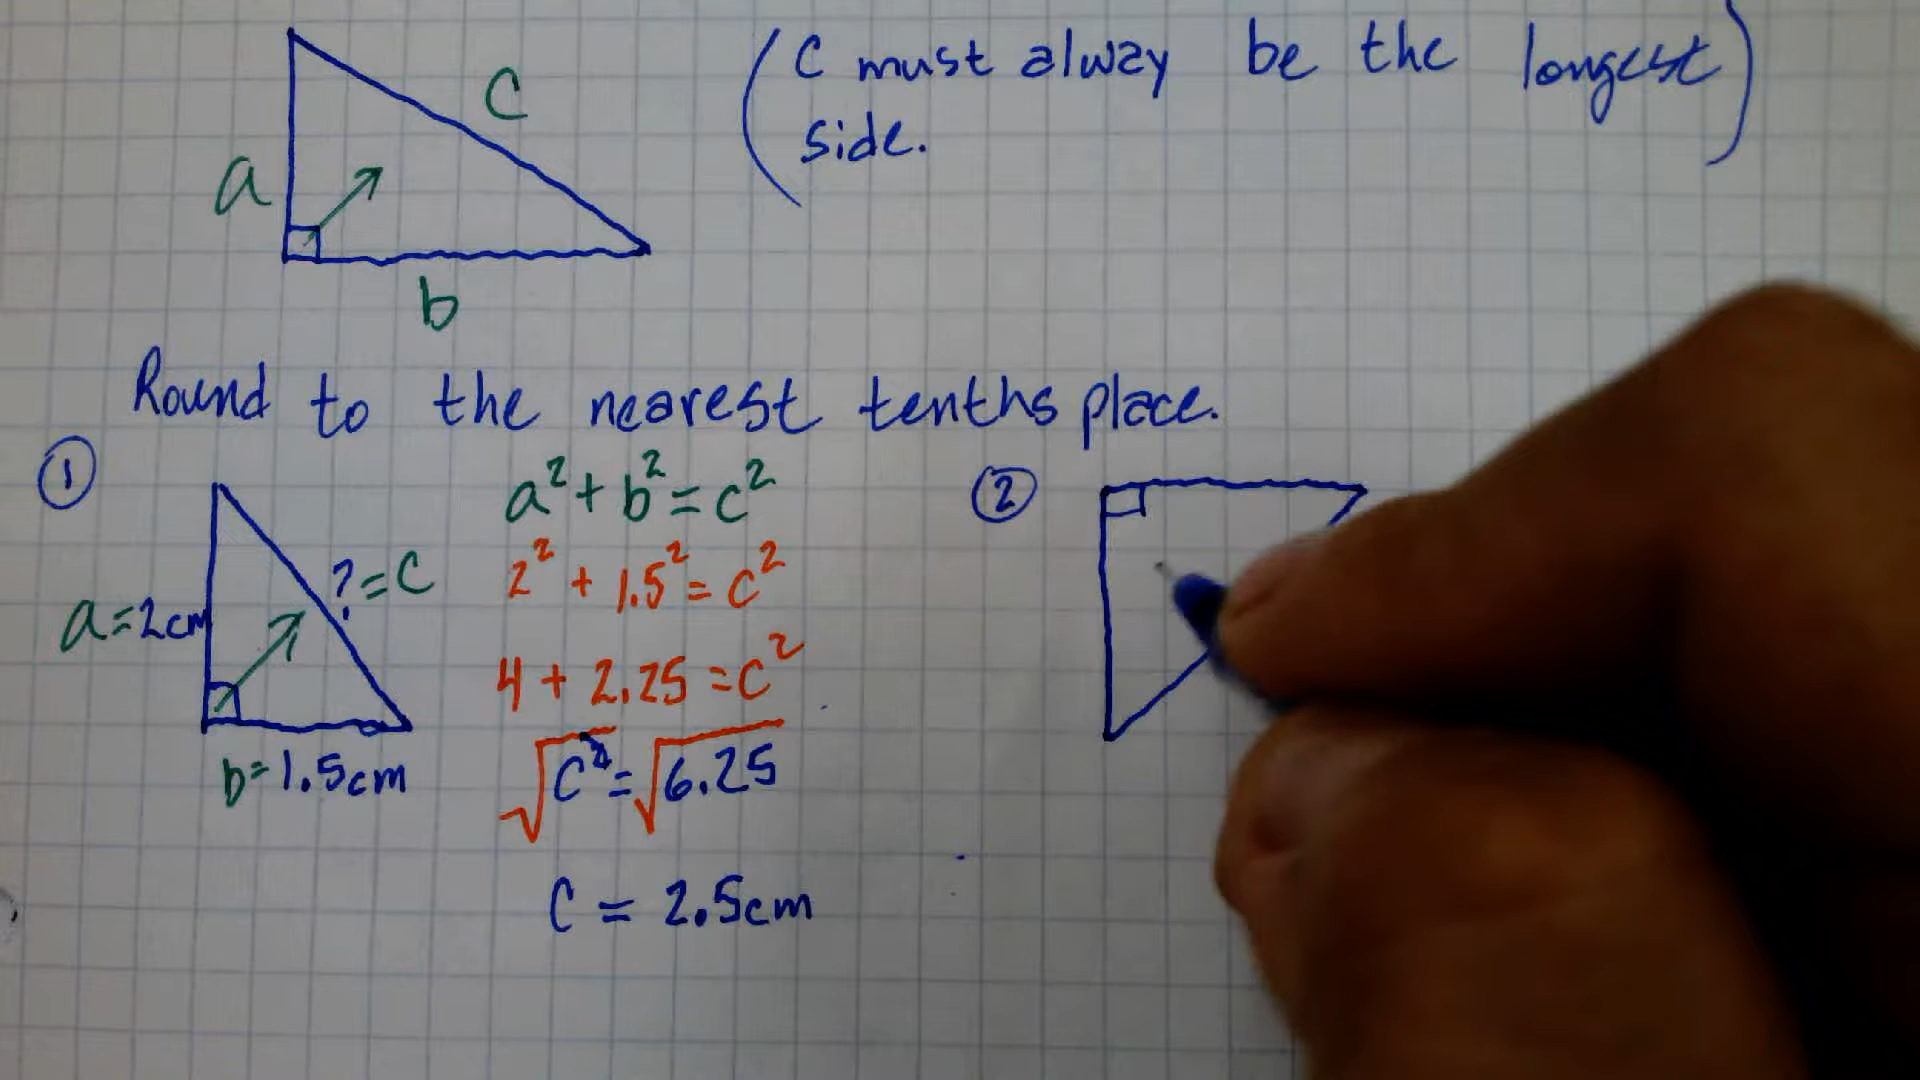 (C must alway be the longest
side.)
c
a
b
Round to the nearest tenths place.
①
a = 2cm
? = C
b = 1.5cm
a² + b² = c²
2² + 1.5² = c²
4 + 2.25 = c²
√c² = √6.25
C = 2.5cm
②